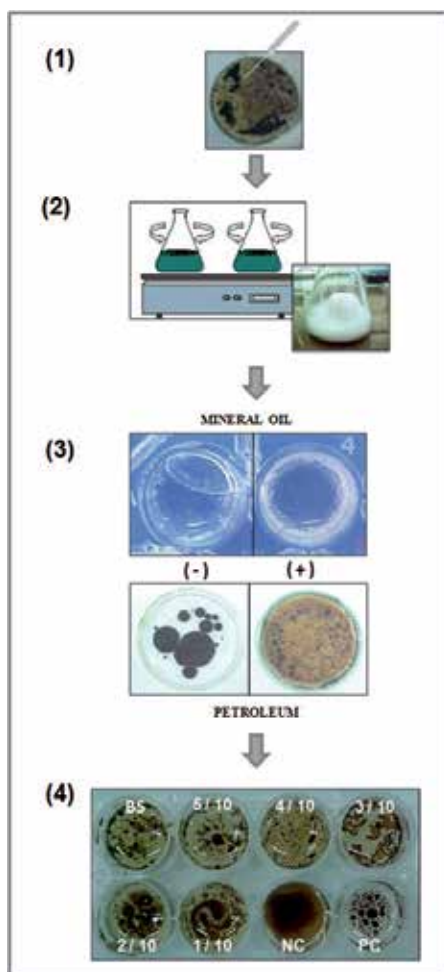 (1)
(2)
MINERAL OIL
(3)
4
(-) (+)
PETROLEUM
(4)
BS 5 / 10 4 / 10 3 / 10
2 / 10 1 / 10 NC PC